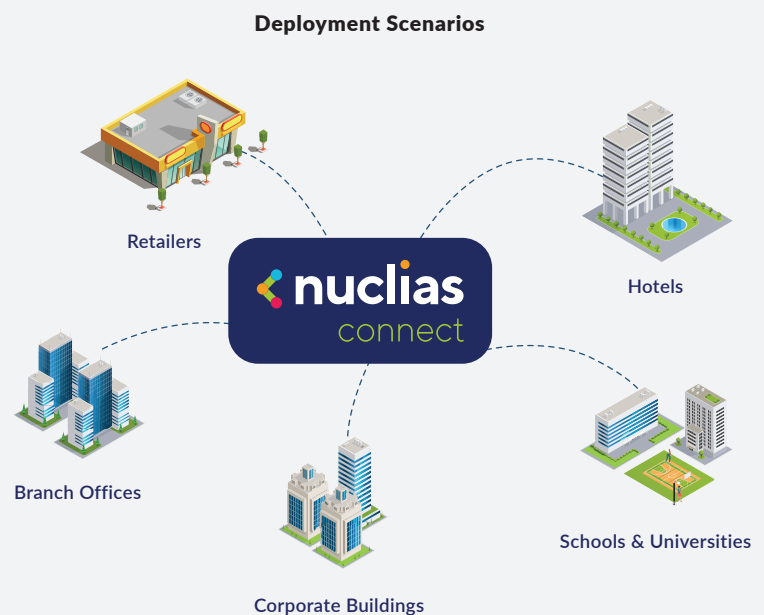 Deployment Scenarios
Retailers
Hotels
nuclias
connect
Branch Offices
Schools & Universities
Corporate Buildings